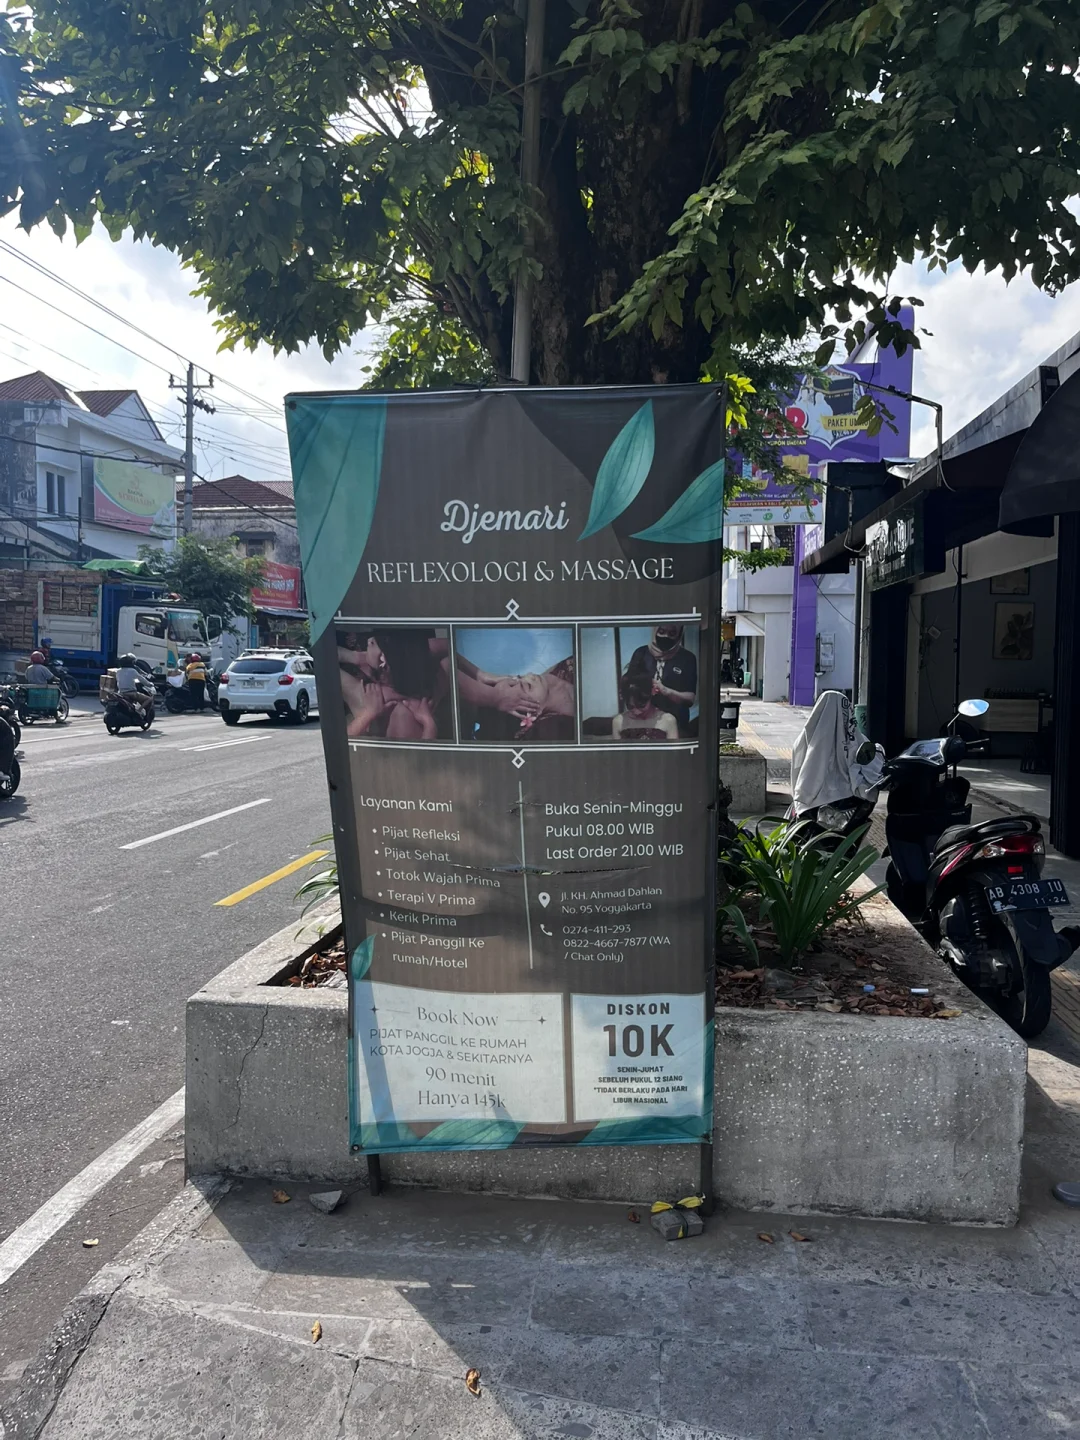 Djemari
REFLEXOLOGI & MASSAGE
Layanan Kami
• Pijat Refleksi
• Pijat Sehat
• Totok Wajah Prima
• Terapi V Prima
• Kerik Prima
• Pijat Panggil Ke
rumah/Hotel
Buka Senin-Minggu
Pukul 08.00 WIB
Last Order 21.00 WIB
Jl. KH. Ahmad Dahlan
No. 95 Yogyakarta
0274-411-293
0822-4667-7877 (WA
/ Chat Only)
Book Now
PIJAT PANGGIL KE RUMAH
KOTA JOGJA & SEKITARNYA
90 menit
Hanya 145k
DISKON
10K
SENIN-JUMAT
SEBELUM PUKUL 12 SIANG
*TIDAK BERLAKU PADA HARI
LIBUR NASIONAL
AB 4308 IU
11·24